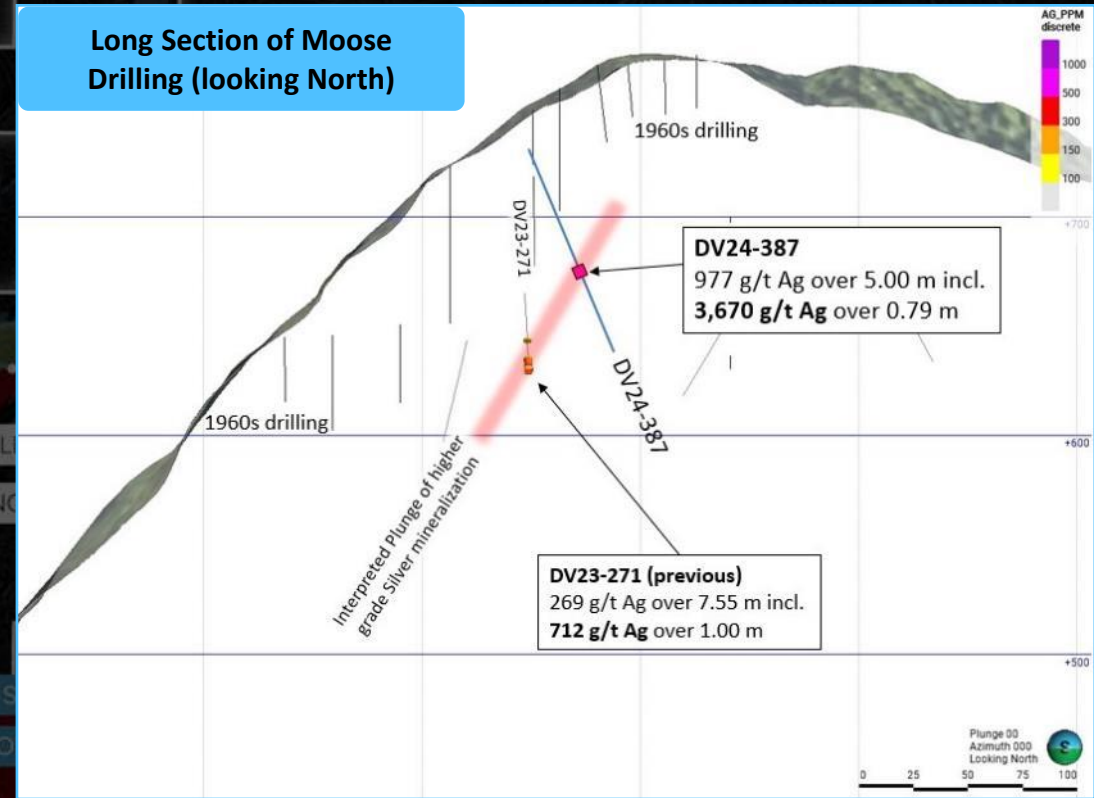 Long Section of Moose
Drilling (looking North)
AG_PPM
discrete
1000
500
300
150
100
1960s drilling
DV23-271
+700
DV24-387
977 g/t Ag over 5.00 m incl.
3,670 g/t Ag over 0.79 m
DV24-387
1960s drilling
+600
Interpreted Plunge of higher
grade Silver mineralization
DV23-271 (previous)
269 g/t Ag over 7.55 m incl.
712 g/t Ag over 1.00 m
+500
Plunge 00
Azimuth 000
Looking North
S
0 25 50 75 100